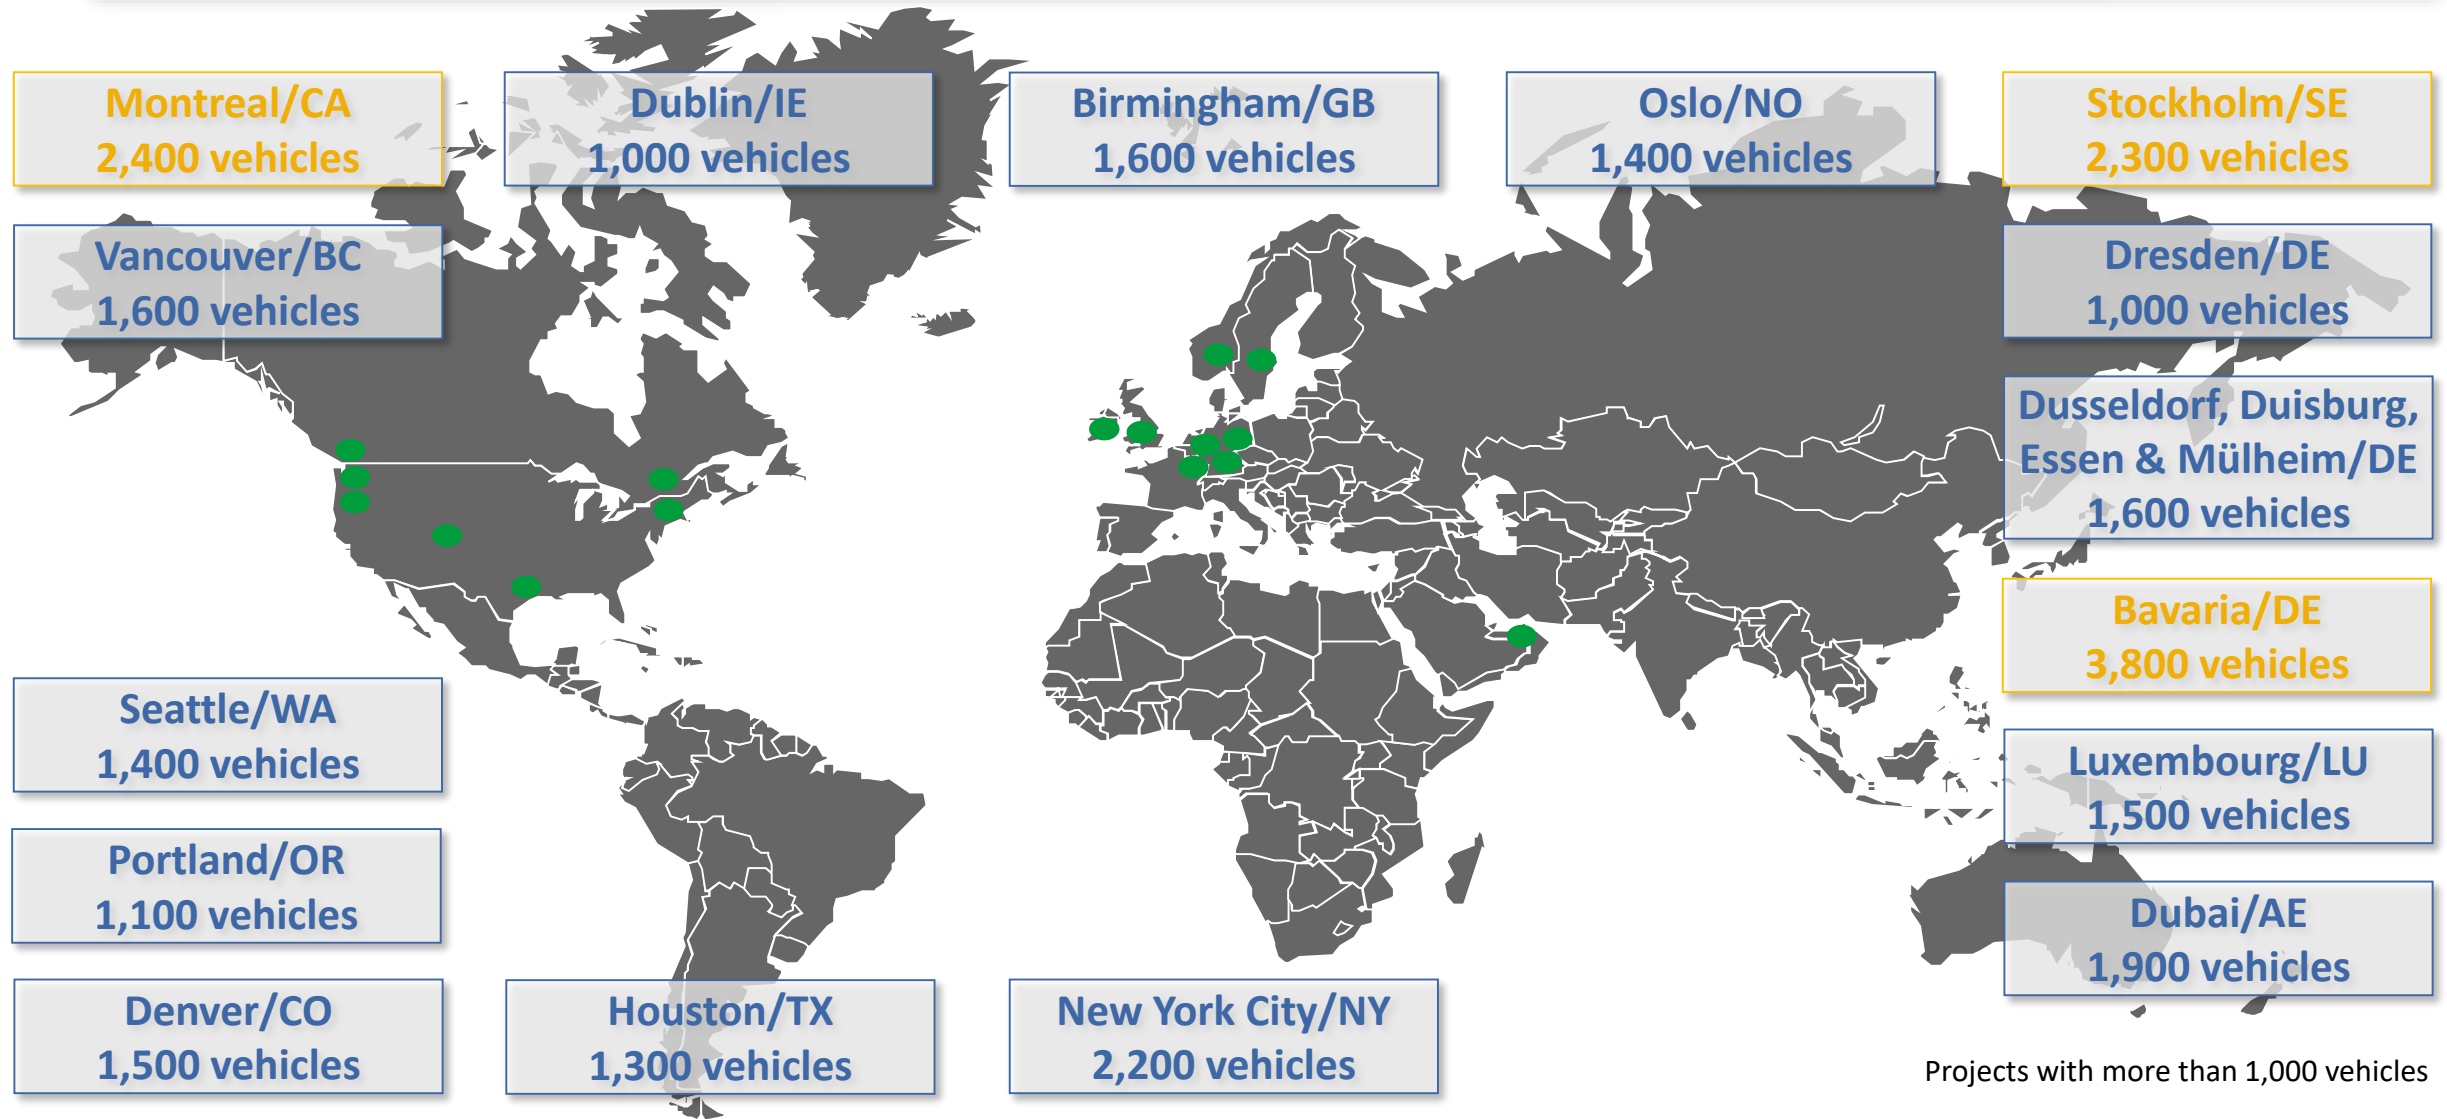 Montreal/CA
2,400 vehicles
Dublin/IE
1,000 vehicles
Birmingham/GB
1,600 vehicles
Oslo/NO
1,400 vehicles
Stockholm/SE
2,300 vehicles
Vancouver/BC
1,600 vehicles
Dresden/DE
1,000 vehicles
Dusseldorf, Duisburg,
Essen & Mülheim/DE
1,600 vehicles
Bavaria/DE
3,800 vehicles
Seattle/WA
1,400 vehicles
Luxembourg/LU
1,500 vehicles
Portland/OR
1,100 vehicles
Dubai/AE
1,900 vehicles
Denver/CO
1,500 vehicles
Houston/TX
1,300 vehicles
New York City/NY
2,200 vehicles
Projects with more than 1,000 vehicles